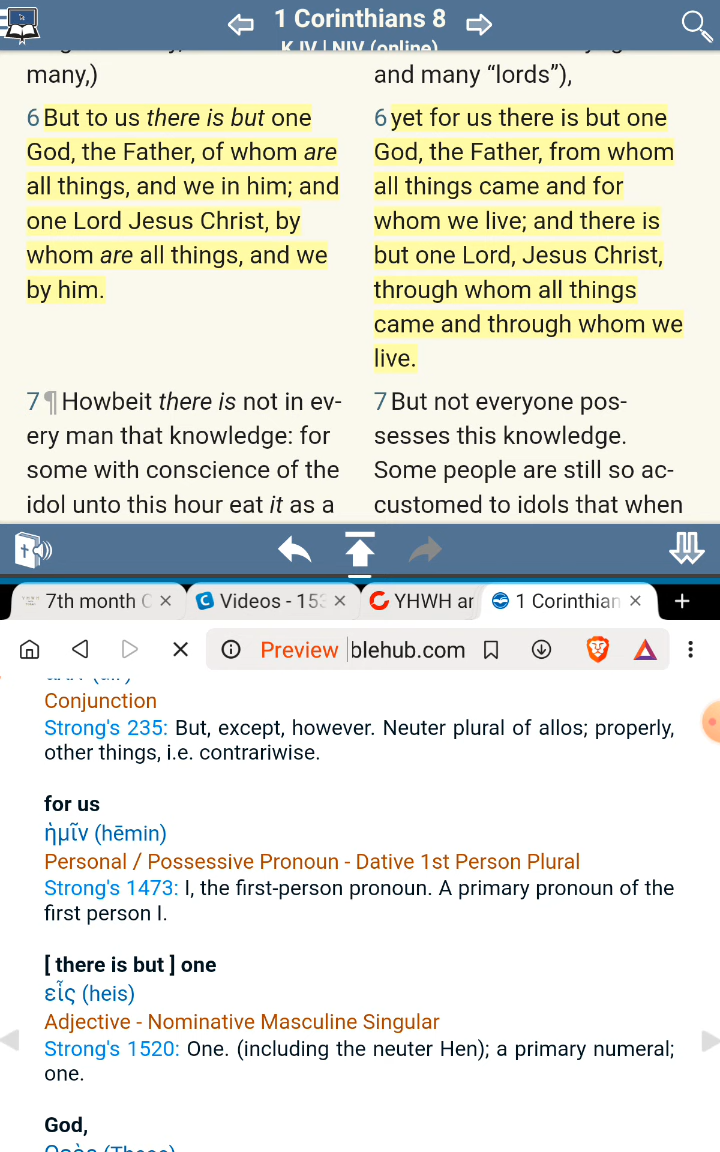 1 Corinthians 8
KJV | NIV (online)
many,)
6 But to us there is but one
God, the Father, of whom are
all things, and we in him; and
one Lord Jesus Christ, by
whom are all things, and we
by him.
7 ¶ Howbeit there is not in ev-
ery man that knowledge: for
some with conscience of the
idol unto this hour eat it as a
and many “lords”),
6 yet for us there is but one
God, the Father, from whom
all things came and for
whom we live; and there is
but one Lord, Jesus Christ,
through whom all things
came and through whom we
live.
7 But not everyone pos-
sesses this knowledge.
Some people are still so ac-
customed to idols that when
7th month
Videos - 153
YHWH ar
1 Corinthian
Preview blehub.com
Conjunction
Strong's 235: But, except, however. Neuter plural of allos; properly,
other things, i.e. contrariwise.
for us
ἡμῖν (hēmin)
Personal / Possessive Pronoun - Dative 1st Person Plural
Strong's 1473: I, the first-person pronoun. A primary pronoun of the
first person I.
[ there is but ] one
εἷς (heis)
Adjective - Nominative Masculine Singular
Strong's 1520: One. (including the neuter Hen); a primary numeral;
one.
God,